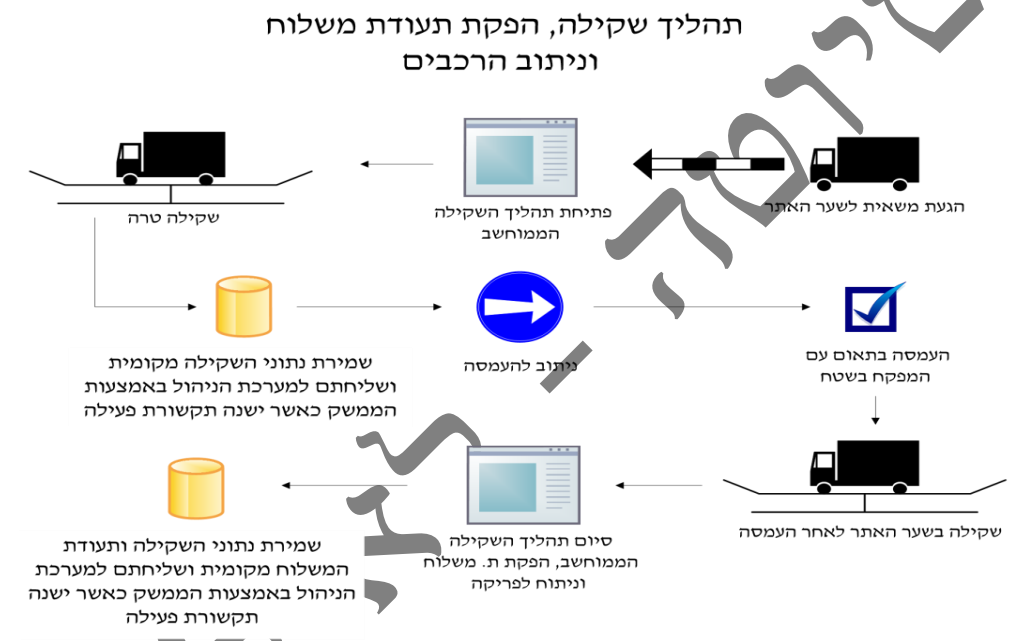 תהליך שקילה, הפקת תעודת משלוח
וניתוב הרכבים
הגעת משאית לשער האתר
פתיחת תהליך השקילה
הממוחשב
שקילה טרה
שמירת נתוני השקילה מקומית
ושליחתם למערכת הניהול באמצעות
הממשק כאשר ישנה תקשורת פעילה
ניתוב להעמסה
העמסה בתאום עם
המפקח בשטח
שקילה בשער האתר לאחר העמסה
סיום תהליך השקילה
הממוחשב, הפקת ת. משלוח
וניתוח לפריקה
שמירת נתוני השקילה ותעודת
המשלוח מקומית ושליחתם למערכת
הניהול באמצעות הממשק כאשר ישנה
תקשורת פעילה